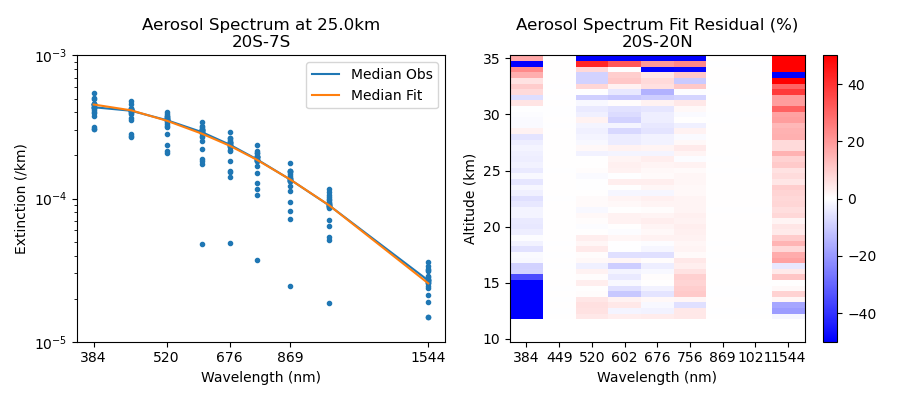 Aerosol Spectrum at 25.0km
20S-7S
Median Obs
Median Fit
10⁻³
10⁻⁴
10⁻⁵
Extinction (/km)
384 520 676 869 1544
Wavelength (nm)
Aerosol Spectrum Fit Residual (%)
20S-20N
35
30
25
20
15
10
Altitude (km)
384 449 520 602 676 756 869 1021 1544
Wavelength (nm)
40
20
0
−20
−40